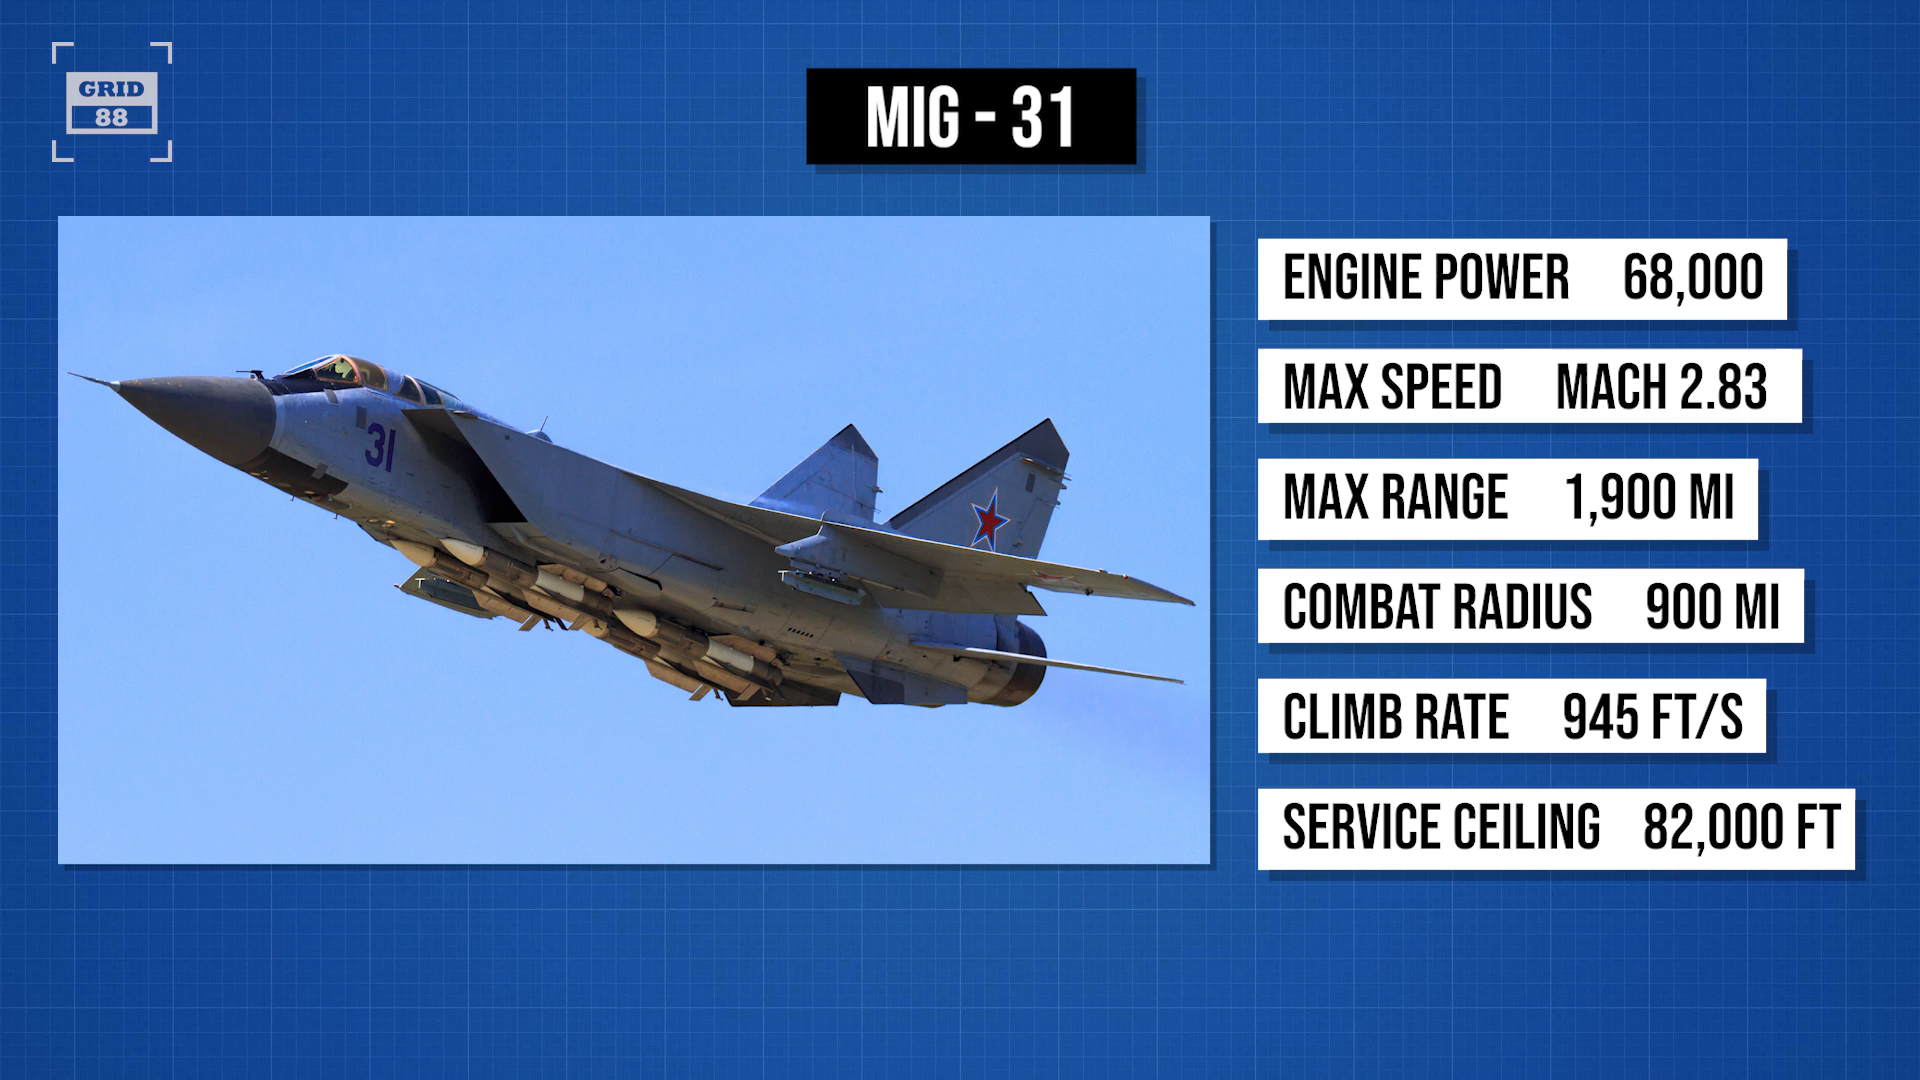 GRID
88
MIG - 31
31
ENGINE POWER 68,000
MAX SPEED MACH 2.83
MAX RANGE 1,900 MI
COMBAT RADIUS 900 MI
CLIMB RATE 945 FT/S
SERVICE CEILING 82,000 FT